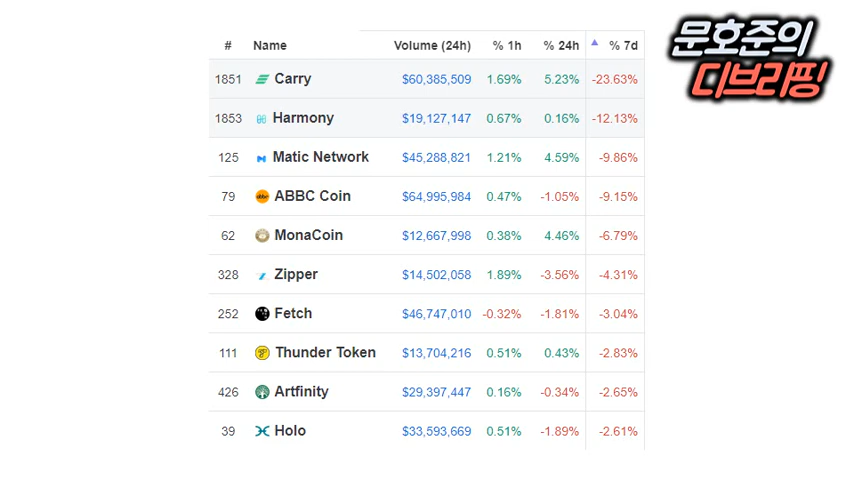 문호준의
디브리핑
# Name Volume (24h) % 1h % 24h % 7d
1851 Carry $60,385,509 1.69% 5.23% -23.63%
1853 Harmony $19,127,147 0.67% 0.16% -12.13%
125 Matic Network $45,288,821 1.21% 4.59% -9.86%
79 ABBC Coin $64,995,984 0.47% -1.05% -9.15%
62 MonaCoin $12,667,998 0.38% 4.46% -6.79%
328 Zipper $14,502,058 1.89% -3.56% -4.31%
252 Fetch $46,747,010 -0.32% -1.81% -3.04%
111 Thunder Token $13,704,216 0.51% 0.43% -2.83%
426 Artfinity $29,397,447 0.16% -0.34% -2.65%
39 Holo $33,593,669 0.51% -1.89% -2.61%